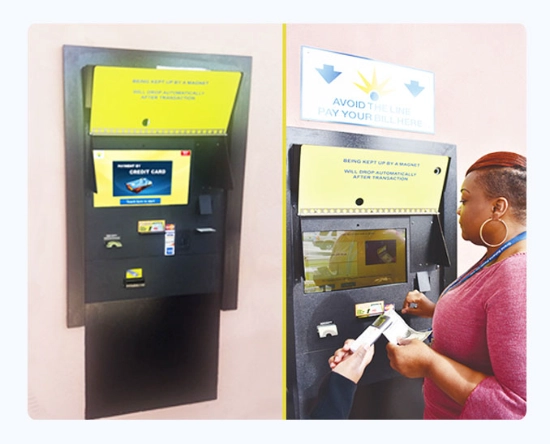 BEING KEPT UP BY A MAGNET
WILL DROP AUTOMATICALLY
AFTER TRANSACTION
PAYMENT BY
CREDIT CARD
AVOID THE LINE
PAY YOUR BILL HERE
BEING KEPT UP BY A MAGNET
WILL DROP AUTOMATICALLY
AFTER TRANSACTION